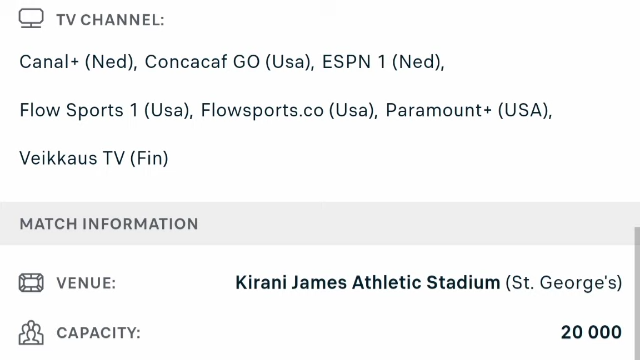 TV CHANNEL:
Canal+ (Ned), Concacaf GO (Usa), ESPN 1 (Ned),
Flow Sports 1 (Usa), Flowsports.co (Usa), Paramount+ (USA),
Veikkaus TV (Fin)
MATCH INFORMATION
VENUE: Kirani James Athletic Stadium (St. George's)
CAPACITY: 20 000